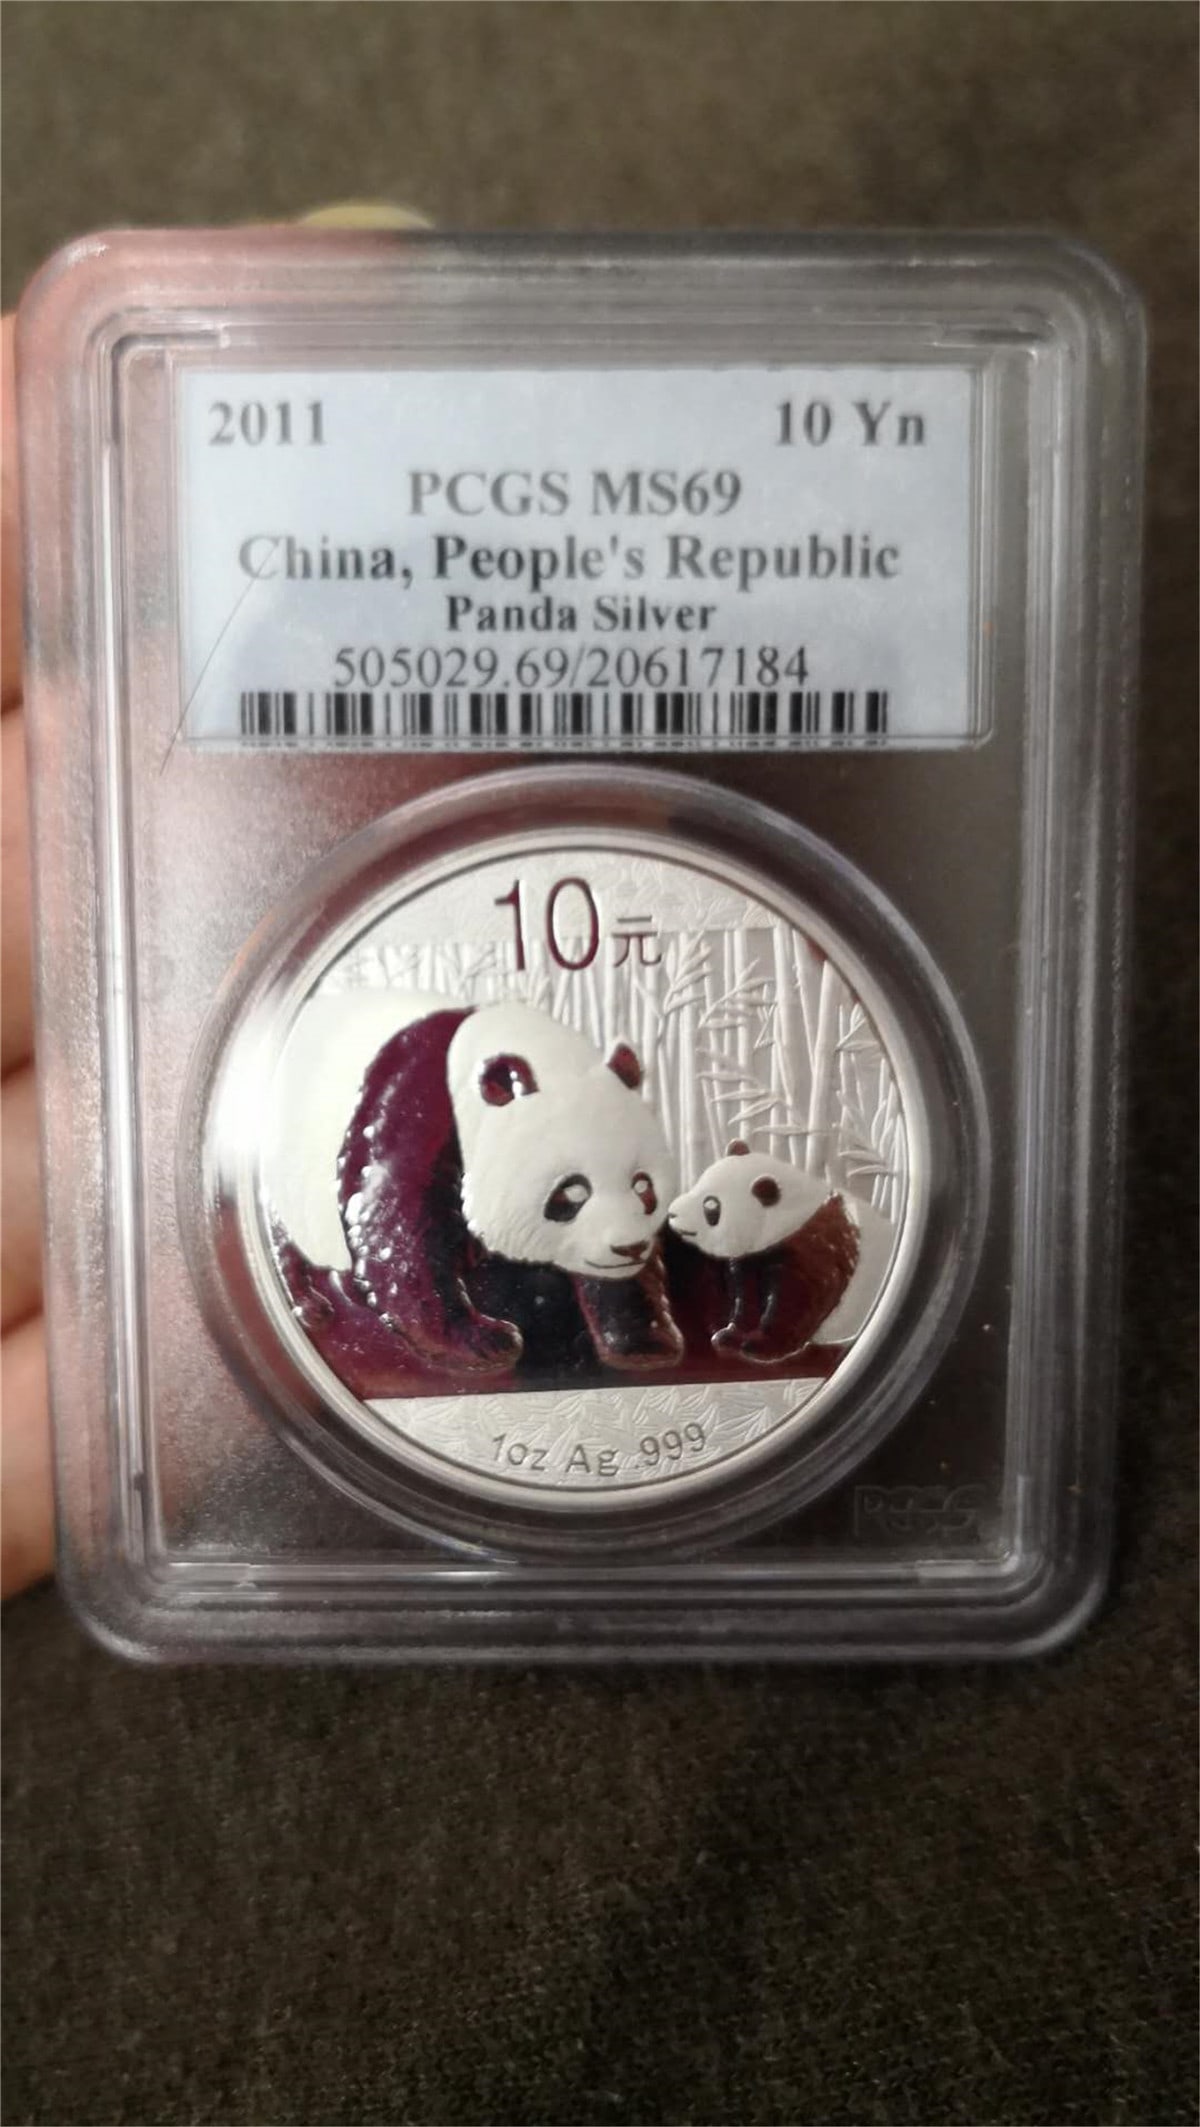 2011 10 Yn
PCGS MS69
China, People's Republic
Panda Silver
505029.69/20617184
10元
1oz Ag .999
PCGS